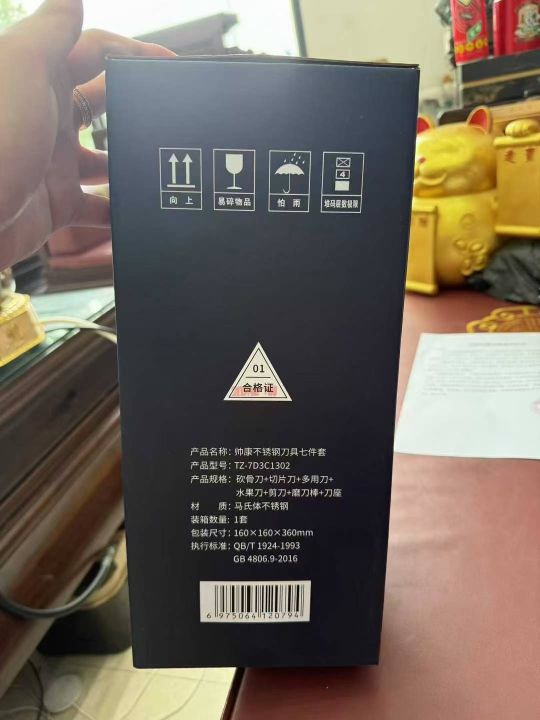 4
向 上
易碎物品
怕 雨
堆码层数极限
01
合格证
产品名称: 帅康不锈钢刀具七件套
产品型号: TZ-7D3C1302
产品规格: 砍骨刀+切片刀+多用刀+
水果刀+剪刀+磨刀棒+刀座
材 质: 马氏体不锈钢
装箱数量: 1套
包装尺寸: 160×160×360mm
执行标准: QB/T 1924-1993
GB 4806.9-2016
6 975064 120794